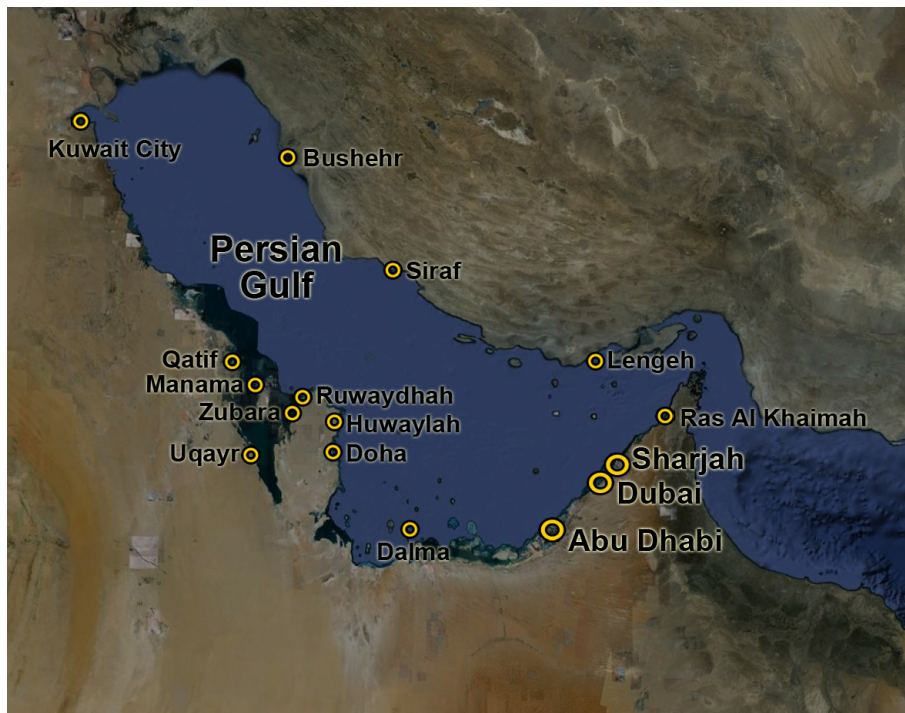 Kuwait City
Bushehr
Persian
Gulf
Siraf
Qatif
Lengeh
Manama
Ruwaydhah
Zubara
Ras Al Khaimah
Huwaylah
Uqayr
Doha
Sharjah
Dubai
Abu Dhabi
Dalma